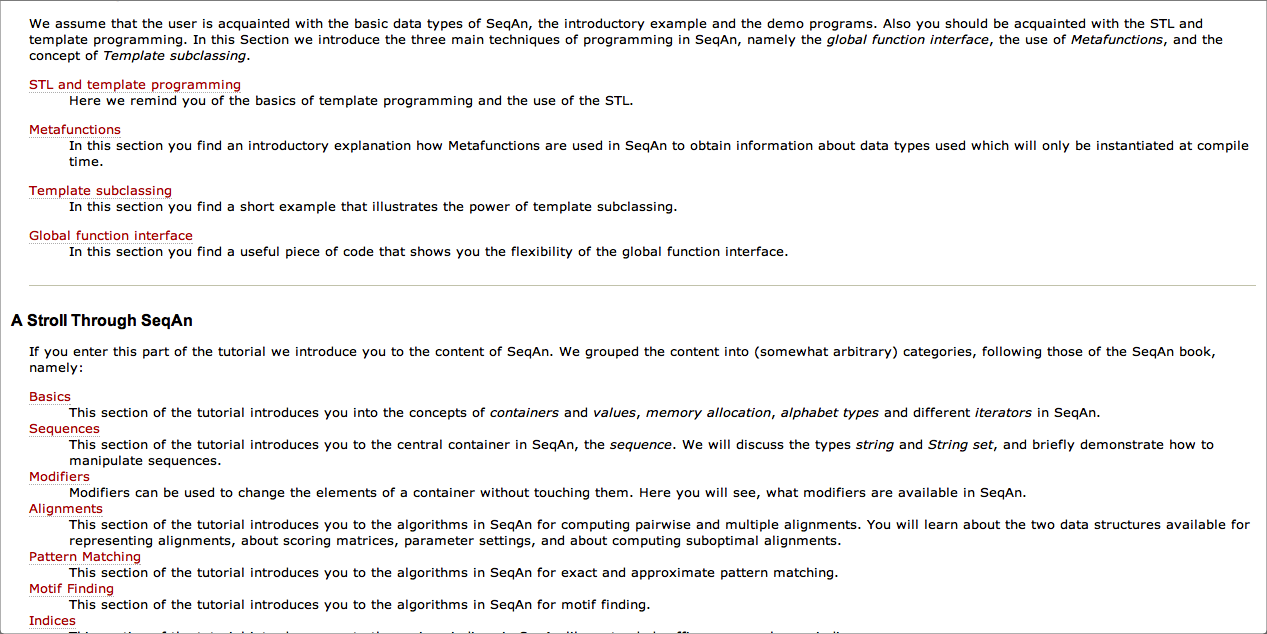 We assume that the user is acquainted with the basic data types of SeqAn, the introductory example and the demo programs. Also you should be acquainted with the STL and
template programming. In this Section we introduce the three main techniques of programming in SeqAn, namely the global function interface, the use of Metafunctions, and the
concept of Template subclassing.
STL and template programming
Here we remind you of the basics of template programming and the use of the STL.
Metafunctions
In this section you find an introductory explanation how Metafunctions are used in SeqAn to obtain information about data types used which will only be instantiated at compile
time.
Template subclassing
In this section you find a short example that illustrates the power of template subclassing.
Global function interface
In this section you find a useful piece of code that shows you the flexibility of the global function interface.
A Stroll Through SeqAn
If you enter this part of the tutorial we introduce you to the content of SeqAn. We grouped the content into (somewhat arbitrary) categories, following those of the SeqAn book,
namely:
Basics
This section of the tutorial introduces you into the concepts of containers and values, memory allocation, alphabet types and different iterators in SeqAn.
Sequences
This section of the tutorial introduces you to the central container in SeqAn, the sequence. We will discuss the types string and String set, and briefly demonstrate how to
manipulate sequences.
Modifiers
Modifiers can be used to change the elements of a container without touching them. Here you will see, what modifiers are available in SeqAn.
Alignments
This section of the tutorial introduces you to the algorithms in SeqAn for computing pairwise and multiple alignments. You will learn about the two data structures available for
representing alignments, about scoring matrices, parameter settings, and about computing suboptimal alignments.
Pattern Matching
This section of the tutorial introduces you to the algorithms in SeqAn for exact and approximate pattern matching.
Motif Finding
This section of the tutorial introduces you to the algorithms in SeqAn for motif finding.
Indices